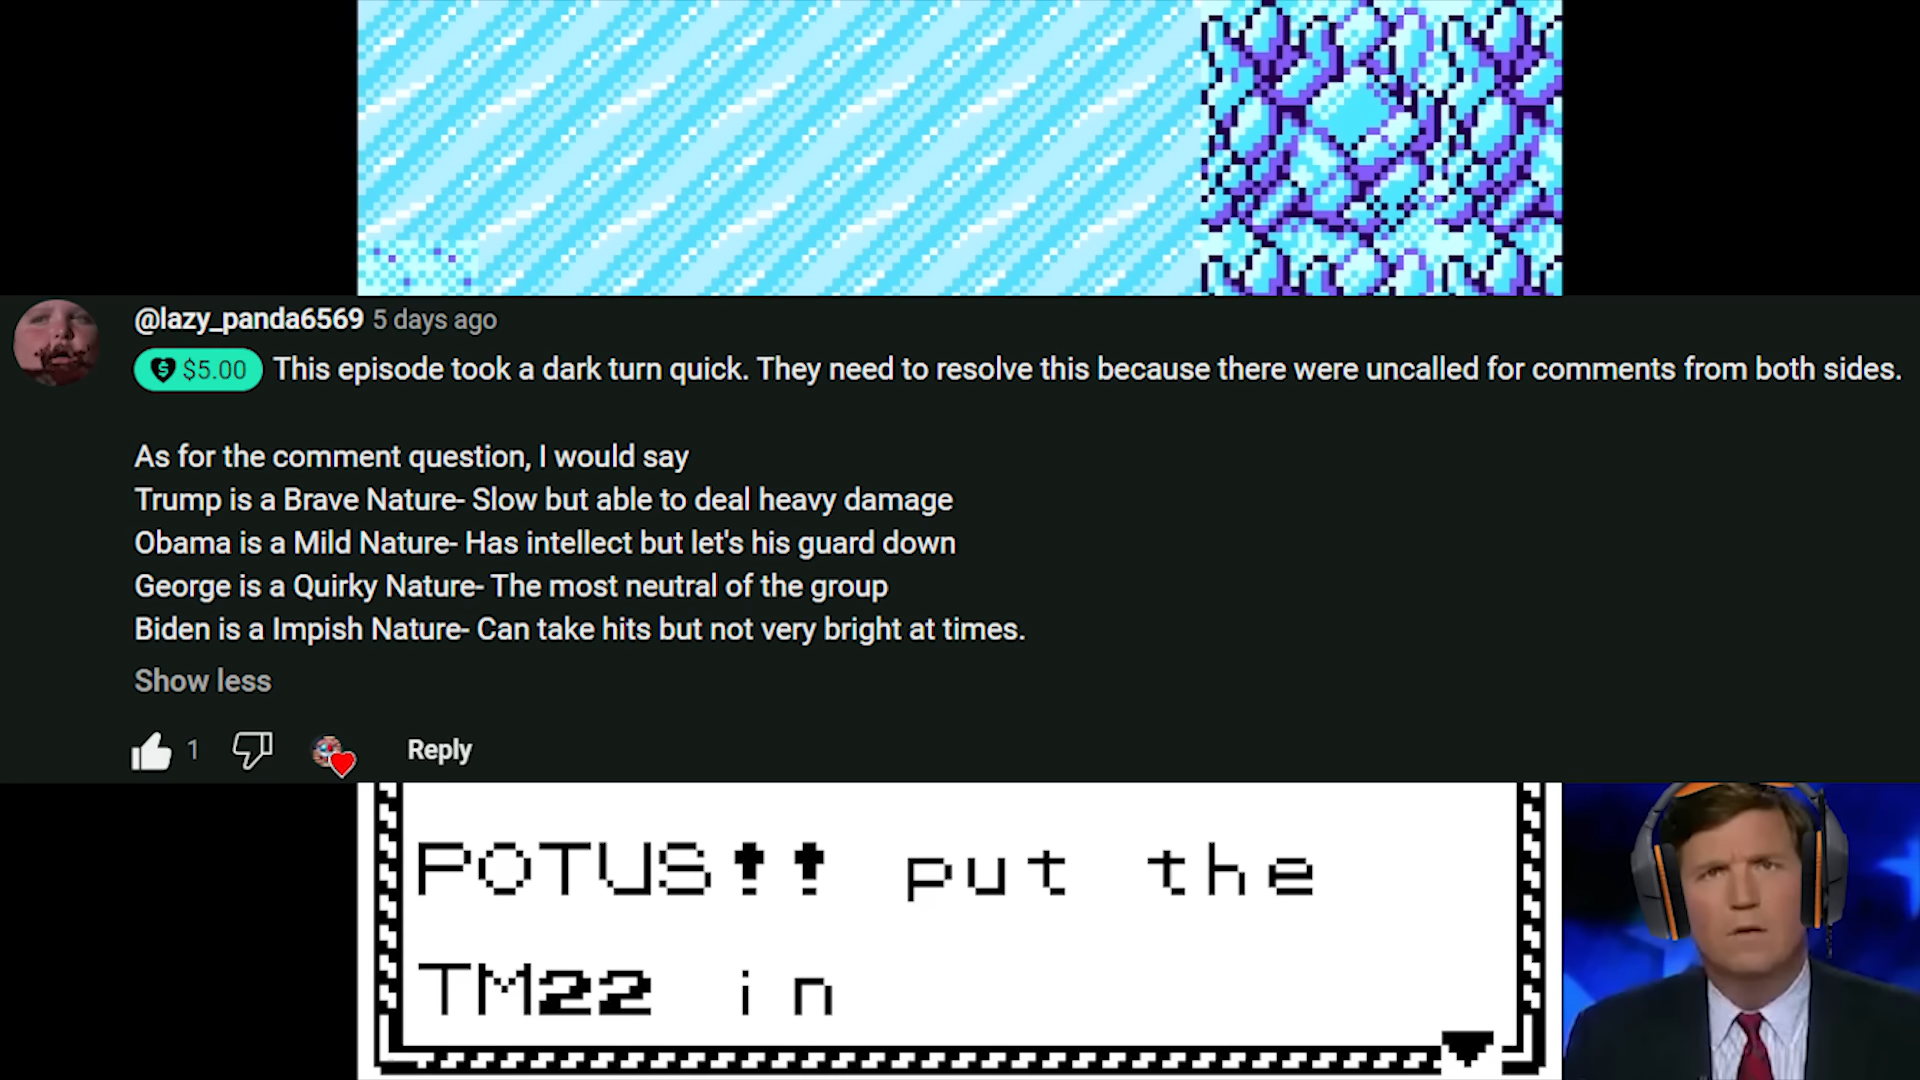 @lazy_panda6569 5 days ago
$5.00 This episode took a dark turn quick. They need to resolve this because there were uncalled for comments from both sides.
As for the comment question, I would say
Trump is a Brave Nature- Slow but able to deal heavy damage
Obama is a Mild Nature- Has intellect but let's his guard down
George is a Quirky Nature- The most neutral of the group
Biden is a Impish Nature- Can take hits but not very bright at times.
Show less
1 Reply
POTUS!! put the
TM22 in